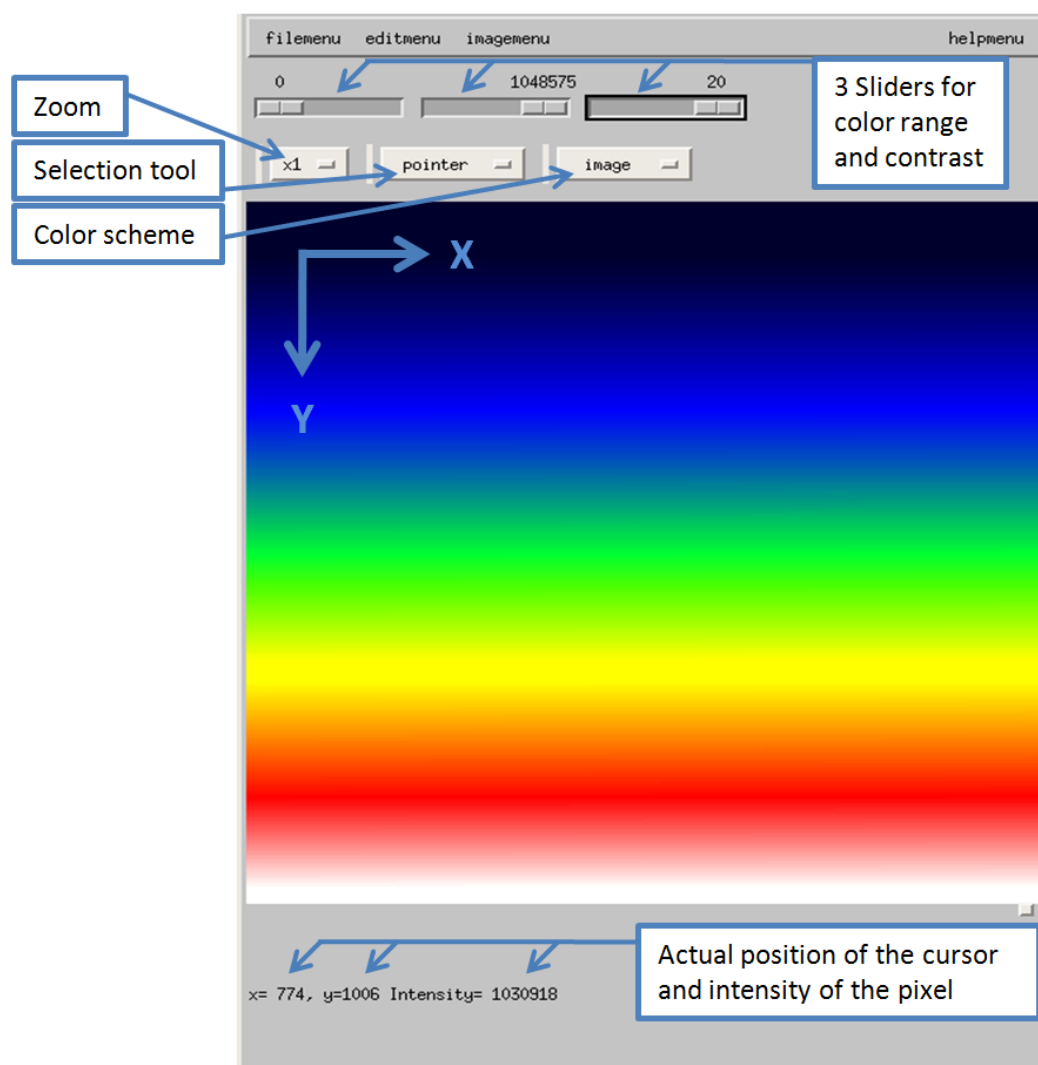 filemenu editmenu imagemenu helpmenu
0 1048575 20
3 Sliders for
color range
and contrast
Zoom
x1 pointer image
Selection tool
Color scheme
X
Y
Actual position of the cursor
and intensity of the pixel
x= 774, y=1006 Intensity= 1030918